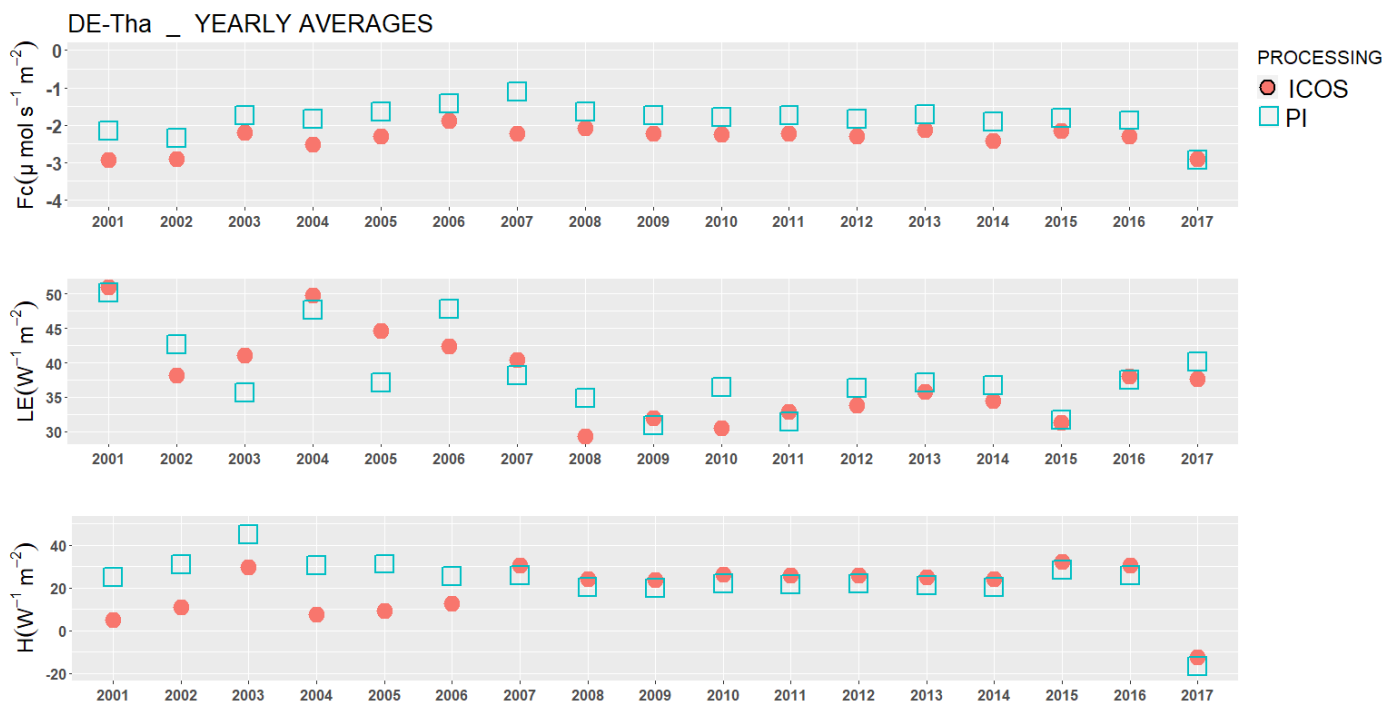 DE-Tha _ YEARLY AVERAGES
Fc(μ mol s⁻¹ m⁻²)
0
-1
-2
-3
-4
2001 2002 2003 2004 2005 2006 2007 2008 2009 2010 2011 2012 2013 2014 2015 2016 2017
PROCESSING
ICOS
PI
LE(W⁻¹ m⁻²)
50
45
40
35
30
2001 2002 2003 2004 2005 2006 2007 2008 2009 2010 2011 2012 2013 2014 2015 2016 2017
H(W⁻¹ m⁻²)
40
20
0
-20
2001 2002 2003 2004 2005 2006 2007 2008 2009 2010 2011 2012 2013 2014 2015 2016 2017